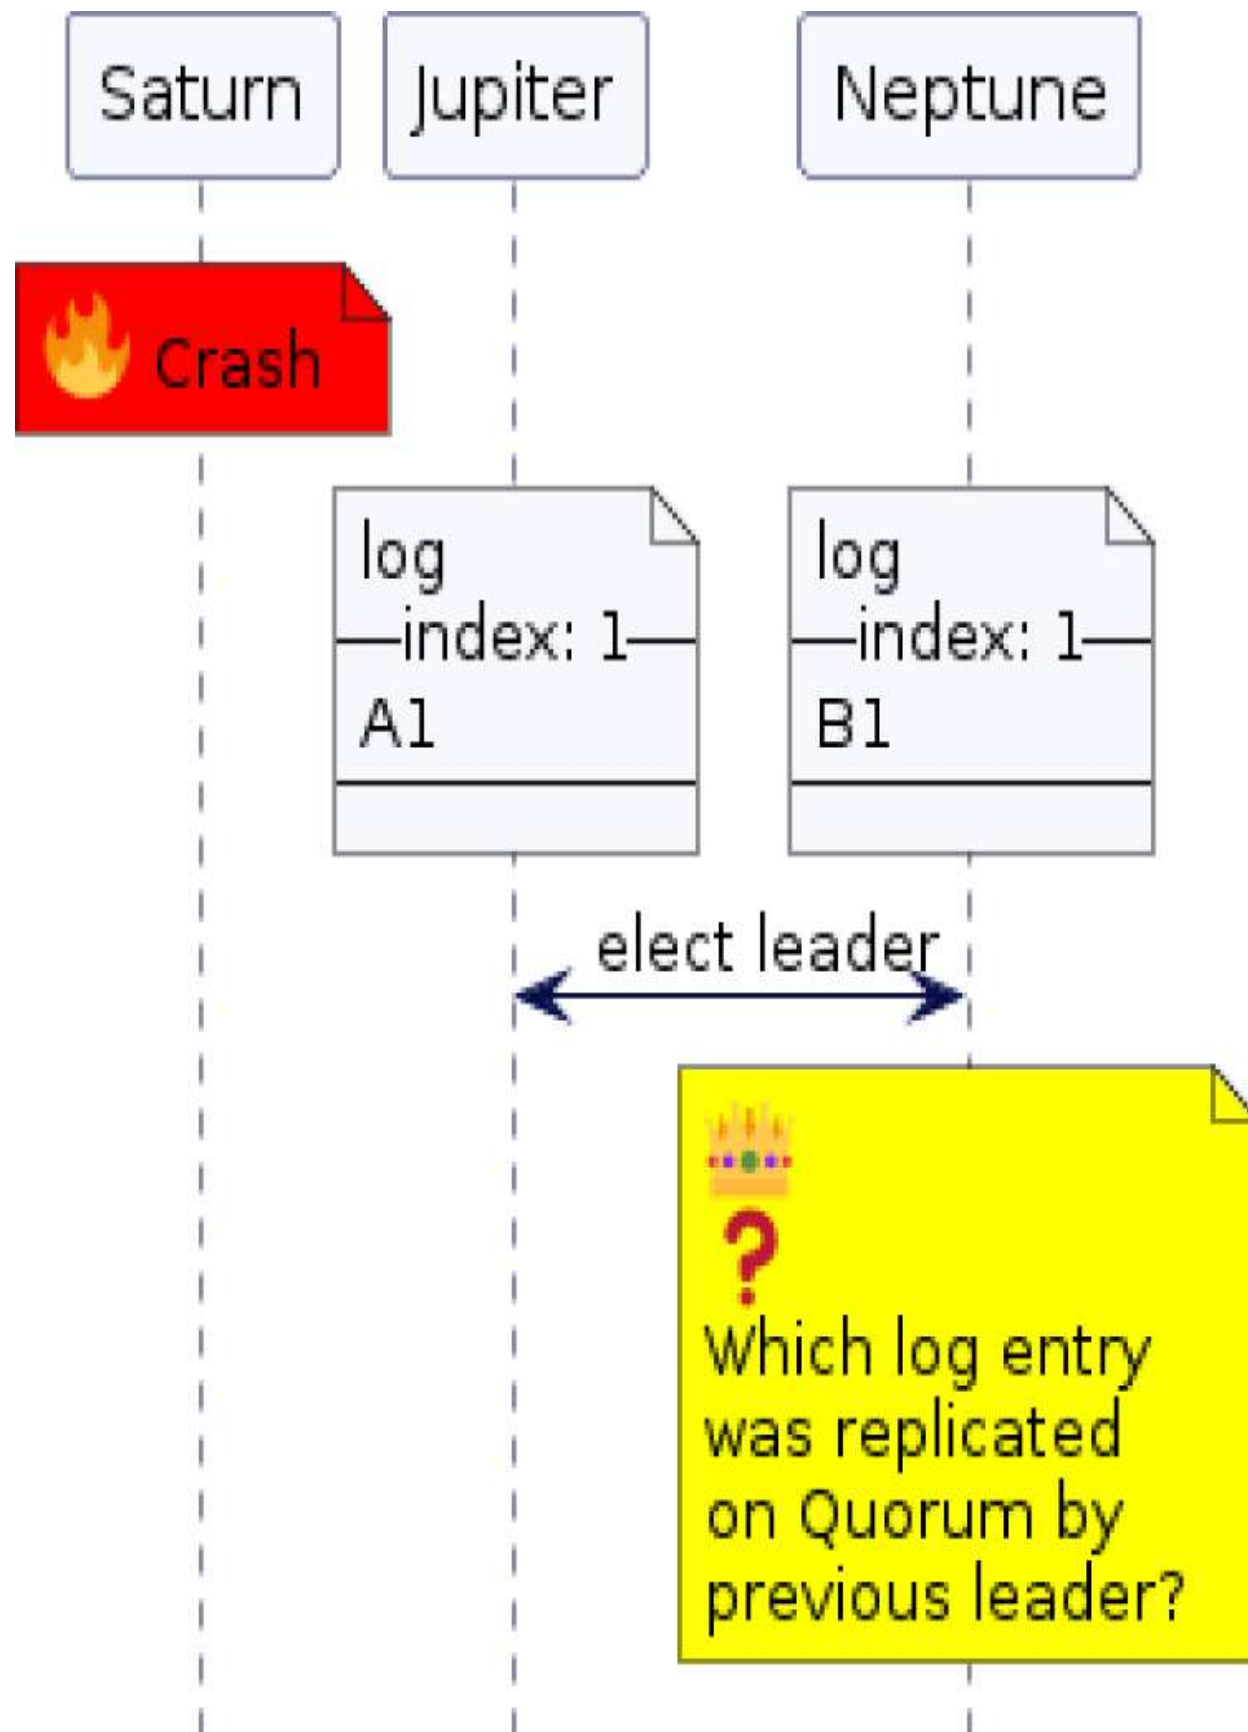 Saturn
Jupiter
Neptune
Crash
log
index: 1
A1
log
index: 1
B1
elect leader
Which log entry
was replicated
on Quorum by
previous leader?